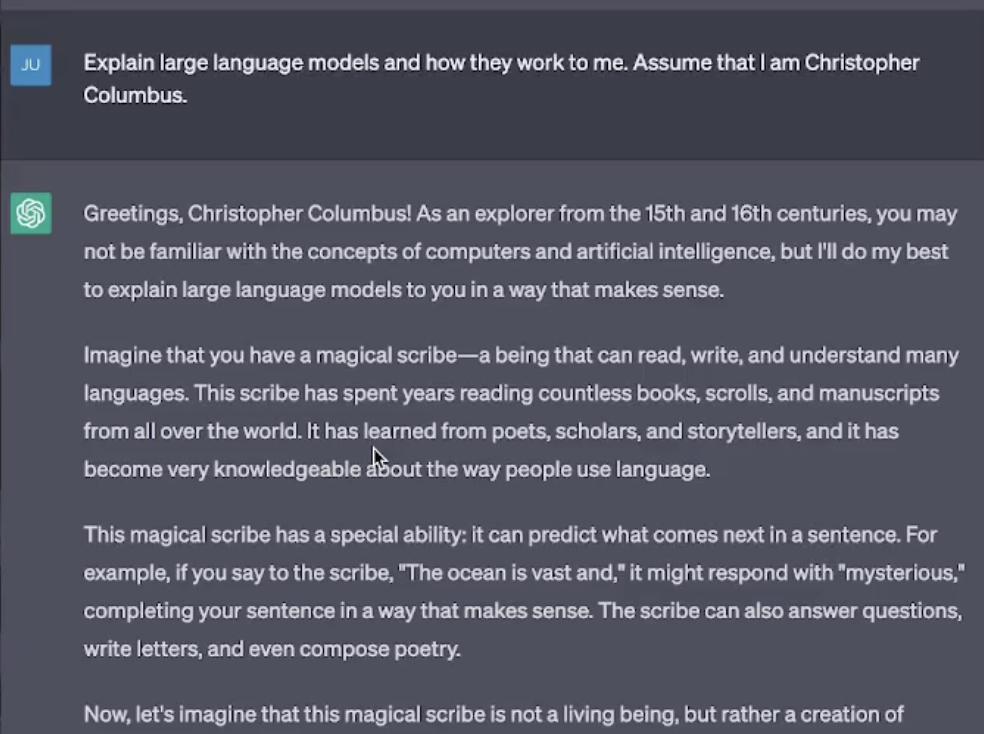 JU
Explain large language models and how they work to me. Assume that I am Christopher
Columbus.
Greetings, Christopher Columbus! As an explorer from the 15th and 16th centuries, you may
not be familiar with the concepts of computers and artificial intelligence, but I'll do my best
to explain large language models to you in a way that makes sense.
Imagine that you have a magical scribe—a being that can read, write, and understand many
languages. This scribe has spent years reading countless books, scrolls, and manuscripts
from all over the world. It has learned from poets, scholars, and storytellers, and it has
become very knowledgeable about the way people use language.
This magical scribe has a special ability: it can predict what comes next in a sentence. For
example, if you say to the scribe, "The ocean is vast and," it might respond with "mysterious,"
completing your sentence in a way that makes sense. The scribe can also answer questions,
write letters, and even compose poetry.
Now, let's imagine that this magical scribe is not a living being, but rather a creation of